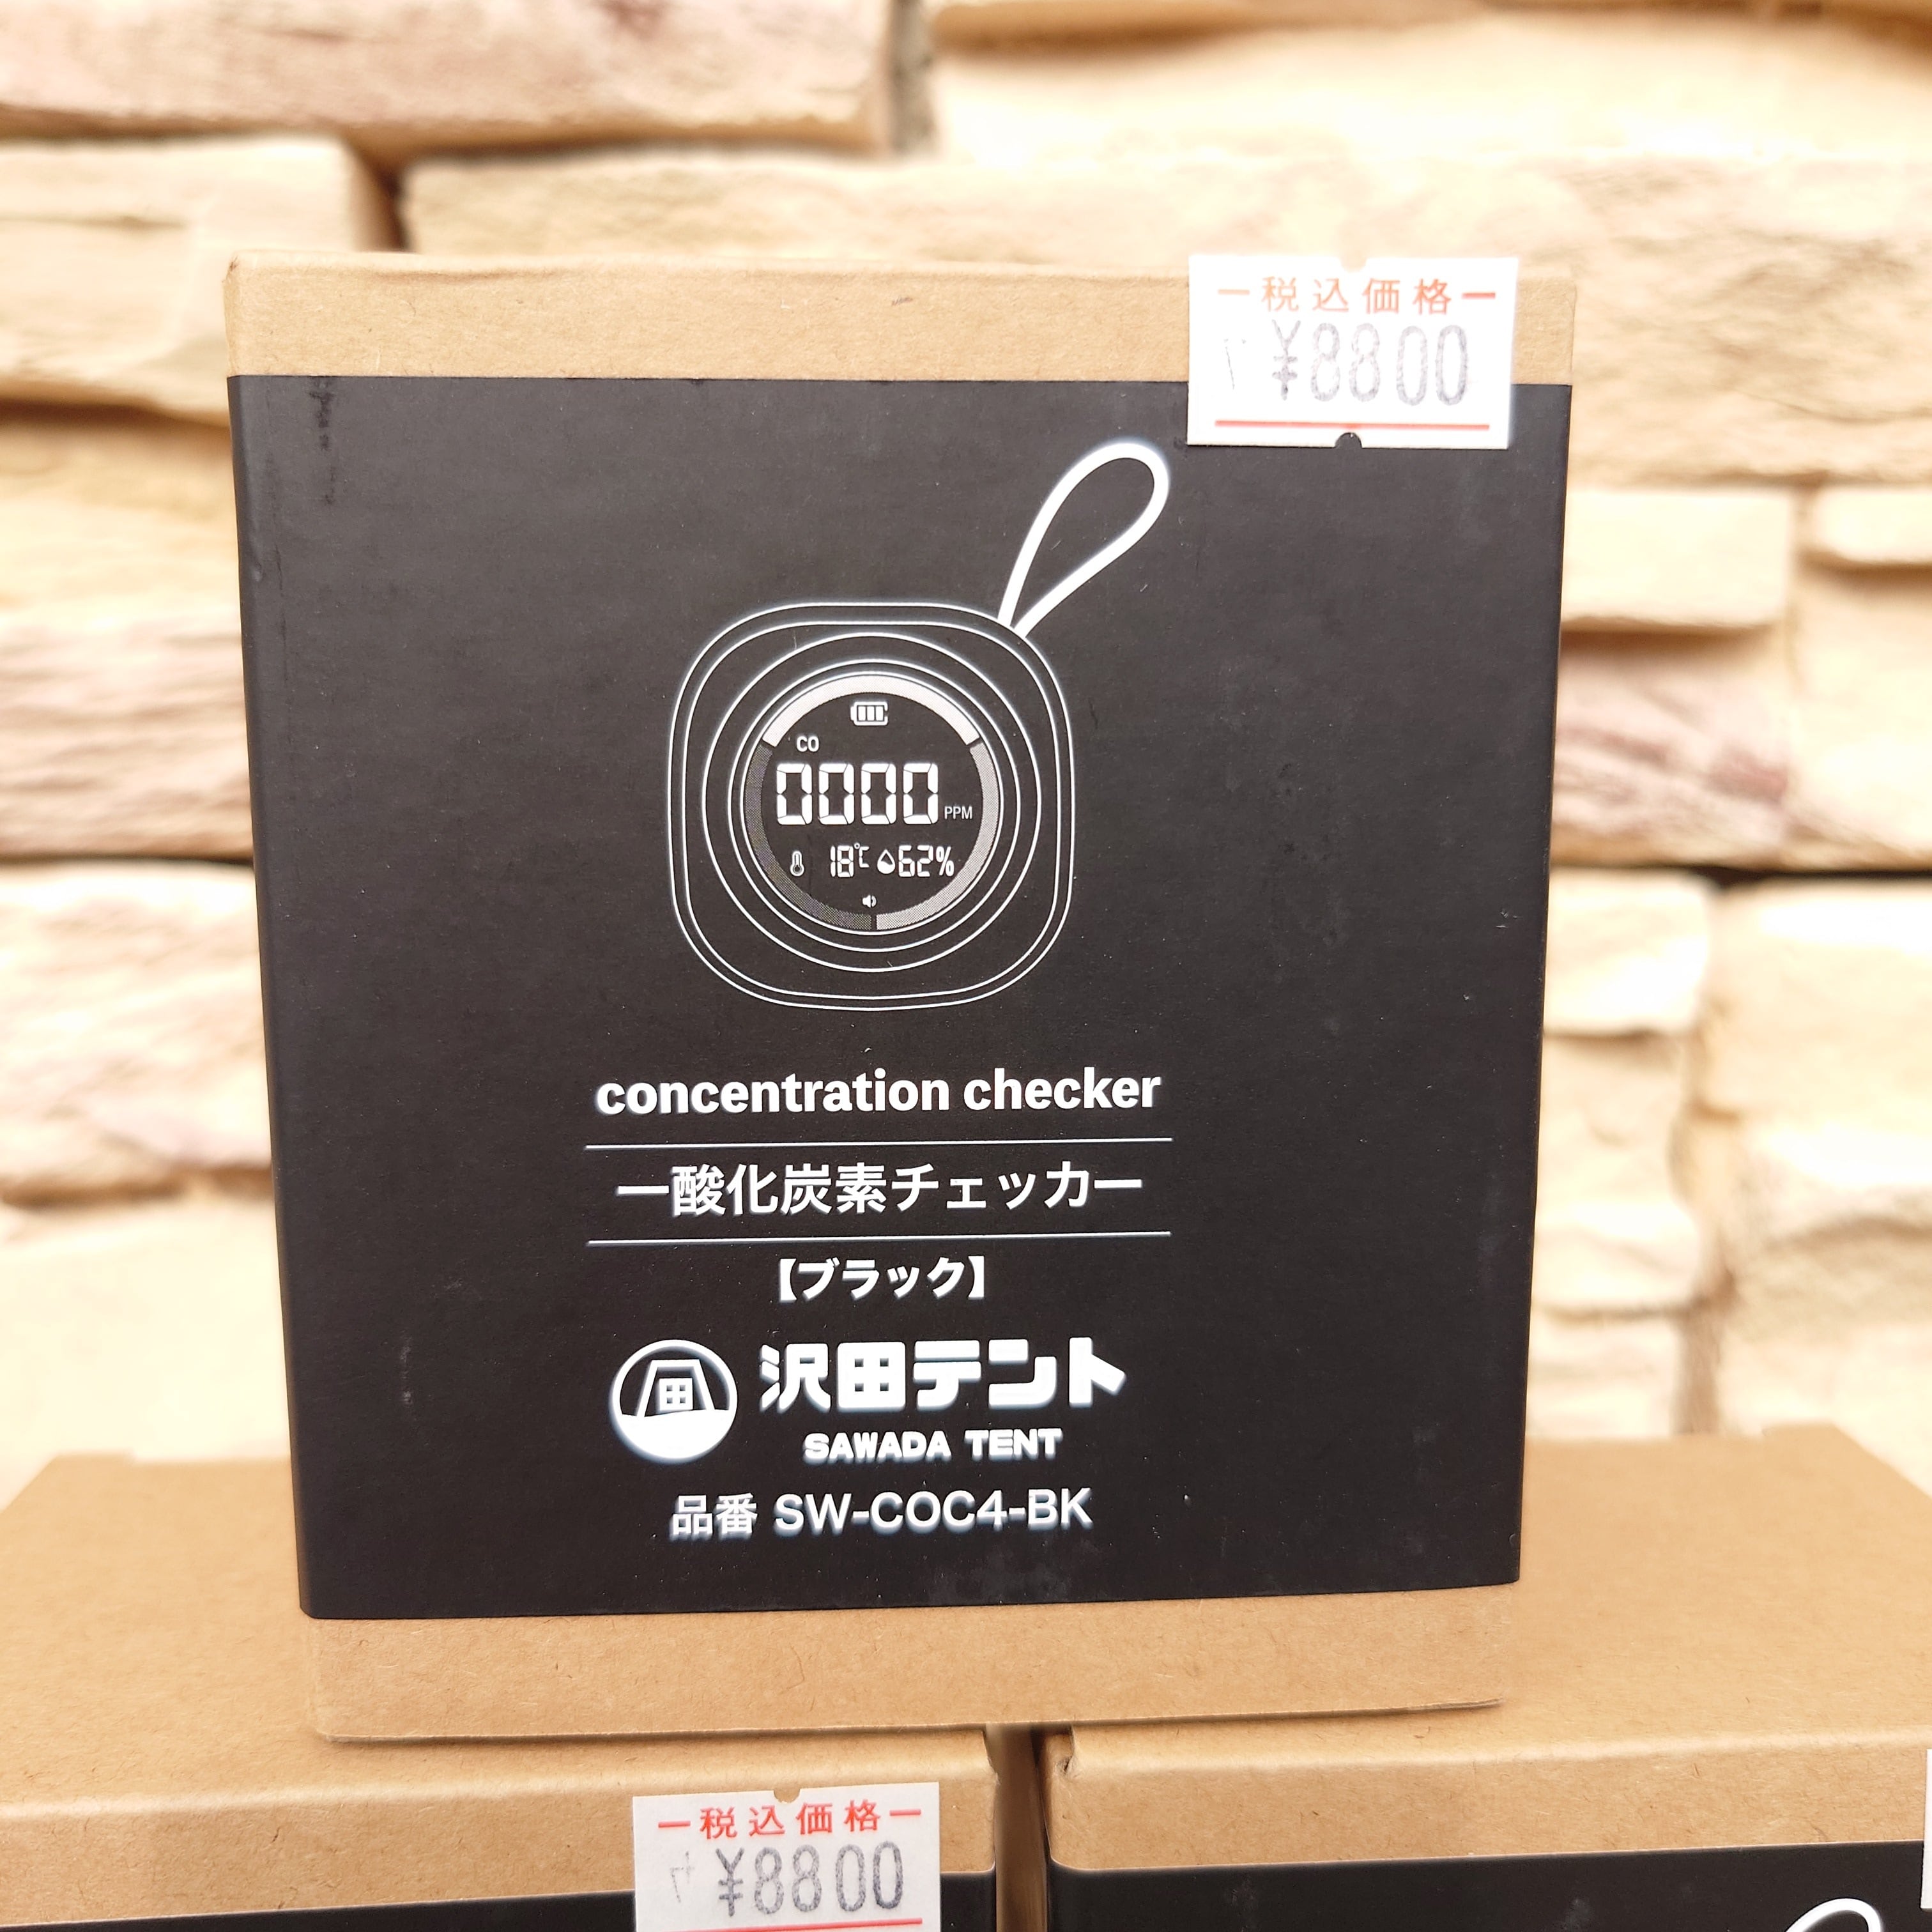 税込価格
¥8800
CO
0000 PPM
18℃ 62%
concentration checker
一酸化炭素チェッカー
【ブラック】
沢田テント
SAWADA TENT
品番 SW-COC4-BK
税込価格
¥8800